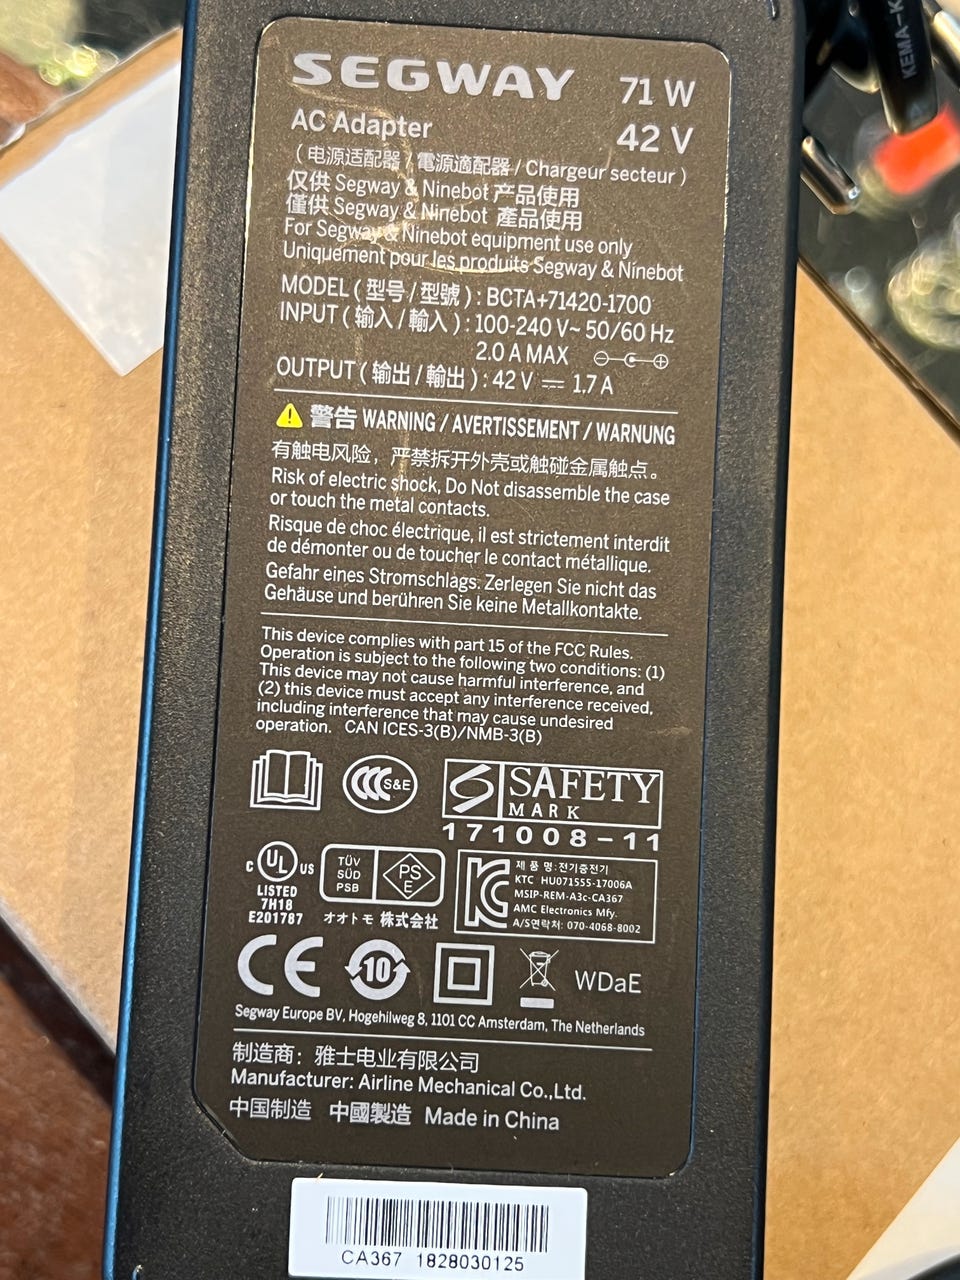 SEGWAY 71 W
AC Adapter 42 V
(电源适配器 / 電源適配器 / Chargeur secteur)
仅供 Segway & Ninebot 产品使用
僅供 Segway & Ninebot 產品使用
For Segway & Ninebot equipment use only
Uniquement pour les produits Segway & Ninebot
MODEL (型号 / 型號) : BCTA+71420-1700
INPUT (输入 / 輸入) : 100-240 V~ 50/60 Hz
2.0 A MAX
OUTPUT (输出 / 輸出) : 42 V ⎓ 1.7 A
警告 WARNING / AVERTISSEMENT / WARNUNG
有触电风险，严禁拆开外壳或触碰金属触点。
Risk of electric shock, Do Not disassemble the case
or touch the metal contacts.
Risque de choc électrique, il est strictement interdit
de démonter ou de toucher le contact métallique.
Gefahr eines Stromschlags. Zerlegen Sie nicht das
Gehäuse und berühren Sie keine Metallkontakte.
This device complies with part 15 of the FCC Rules.
Operation is subject to the following two conditions: (1)
This device may not cause harmful interference, and
(2) this device must accept any interference received,
including interference that may cause undesired
operation. CAN ICES-3(B)/NMB-3(B)
CCC S&E
SAFETY
MARK
171008-11
C UL US
LISTED
7H18
E201787
TÜV
SÜD
PSB
PS
E
オオトモ 株式会社
KC
제 품 명 : 전기충전기
KTC HU071555-17006A
MSIP-REM-A3c-CA367
AMC Electronics Mfy.
A/S연락처: 070-4068-8002
CE 10 WDaE
Segway Europe BV, Hogehilweg 8, 1101 CC Amsterdam, The Netherlands
制造商：雅士电业有限公司
Manufacturer: Airline Mechanical Co.,Ltd.
中国制造 中國製造 Made in China
CA367 1828030125
KEMA-K